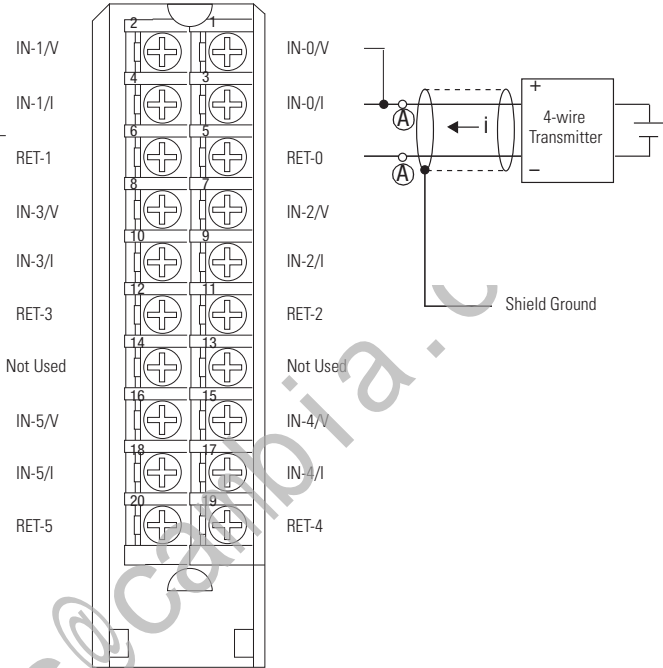 2 1
IN-1/V IN-0/V
+
4 3
IN-1/I IN-0/I
A i 4-wire
Transmitter
6 5
RET-1 RET-0
A −
8 7
IN-3/V IN-2/V
10 9
IN-3/I IN-2/I
12 11
Shield Ground
RET-3 RET-2
14 13
Not Used Not Used
16 15
IN-5/V IN-4/V
18 17
IN-5/I IN-4/I
20 19
RET-5 RET-4
s@cambia.c